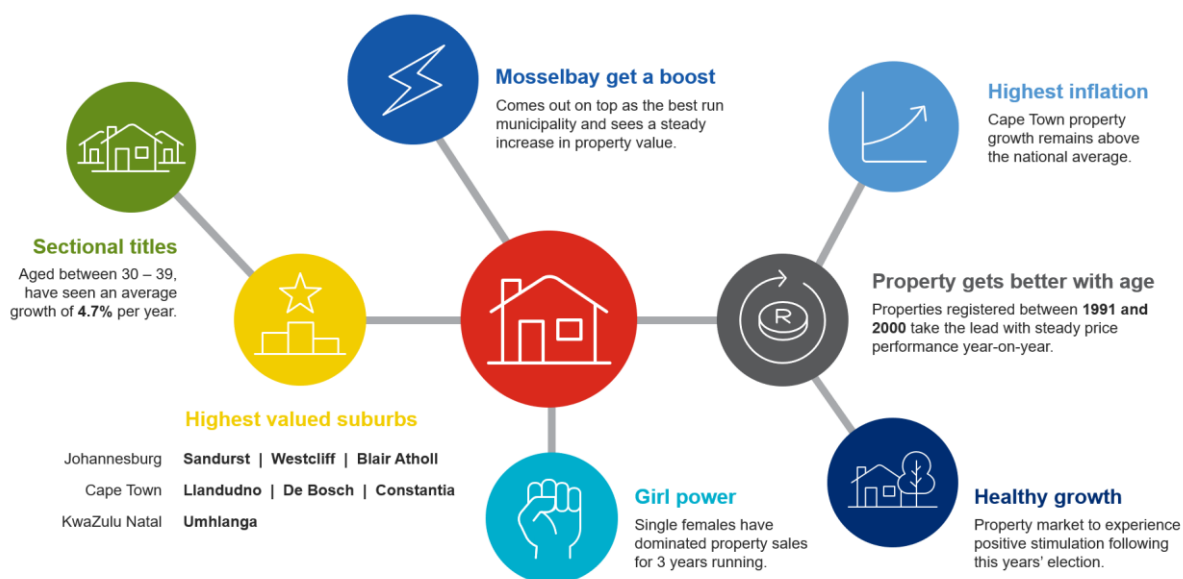 Mosselbay get a boost
Comes out on top as the best run
municipality and sees a steady
increase in property value.
Highest inflation
Cape Town property
growth remains above
the national average.
Sectional titles
Aged between 30 – 39,
have seen an average
growth of 4.7% per year.
Property gets better with age
Properties registered between 1991 and
2000 take the lead with steady price
performance year-on-year.
R
Highest valued suburbs
Johannesburg Sandurst | Westcliff | Blair Atholl
Cape Town Llandudno | De Bosch | Constantia
KwaZulu Natal Umhlanga
Girl power
Single females have
dominated property sales
for 3 years running.
Healthy growth
Property market to experience
positive stimulation following
this years' election.